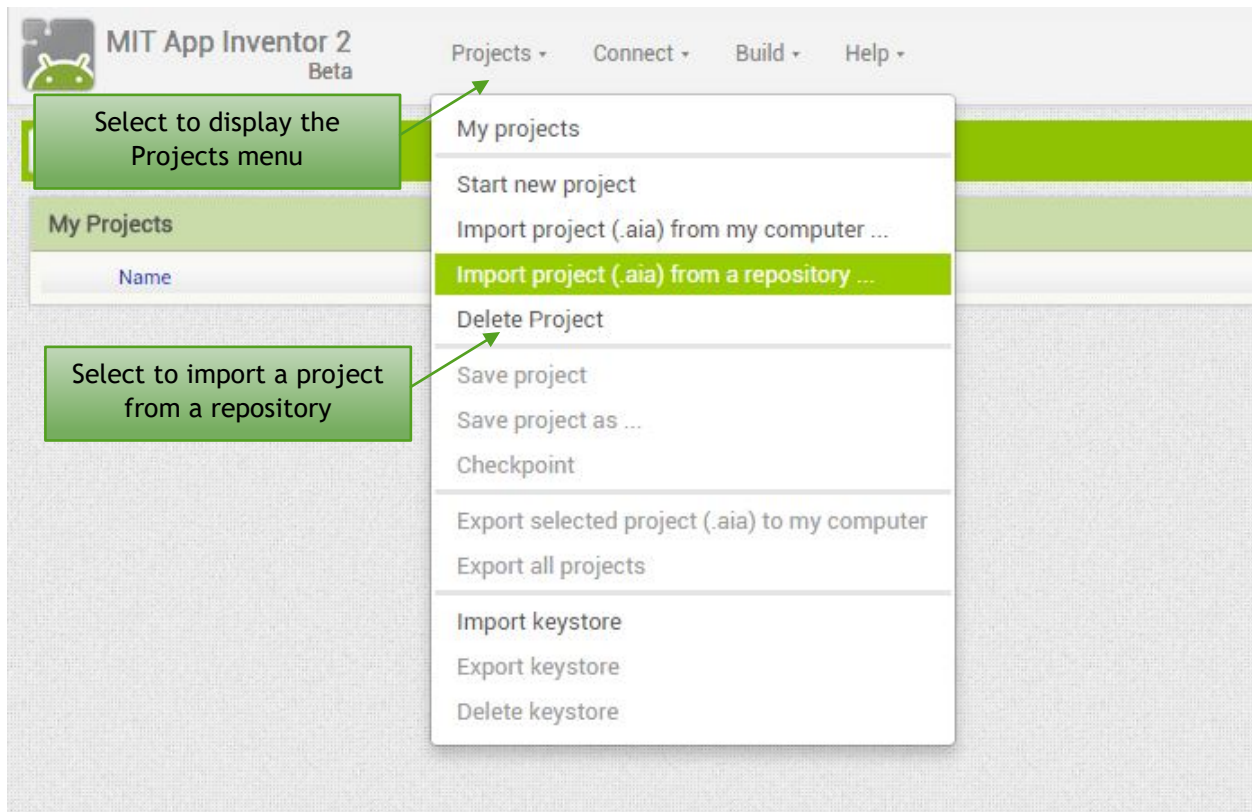 MIT App Inventor 2
Beta
Projects
Connect
Build
Help
Select to display the
Projects menu
My projects
Start new project
My Projects
Import project (.aia) from my computer ...
Name
Import project (.aia) from a repository ...
Delete Project
Select to import a project
from a repository
Save project
Save project as ...
Checkpoint
Export selected project (.aia) to my computer
Export all projects
Import keystore
Export keystore
Delete keystore